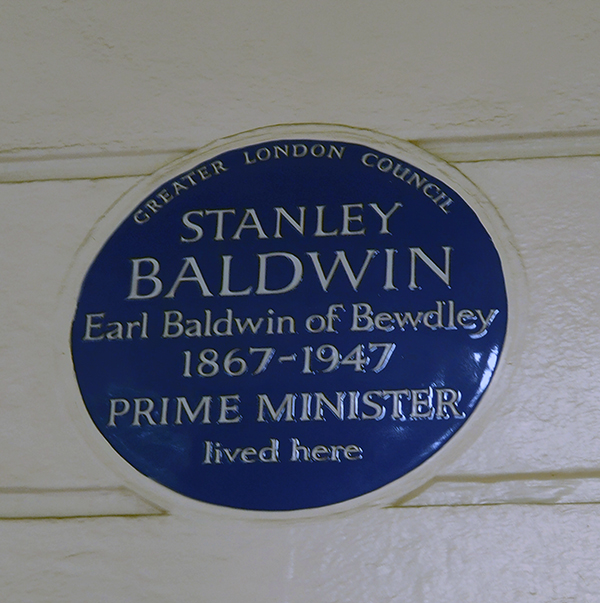 GREATER LONDON COUNCIL
STANLEY
BALDWIN
Earl Baldwin of Bewdley
1867-1947
PRIME MINISTER
lived here